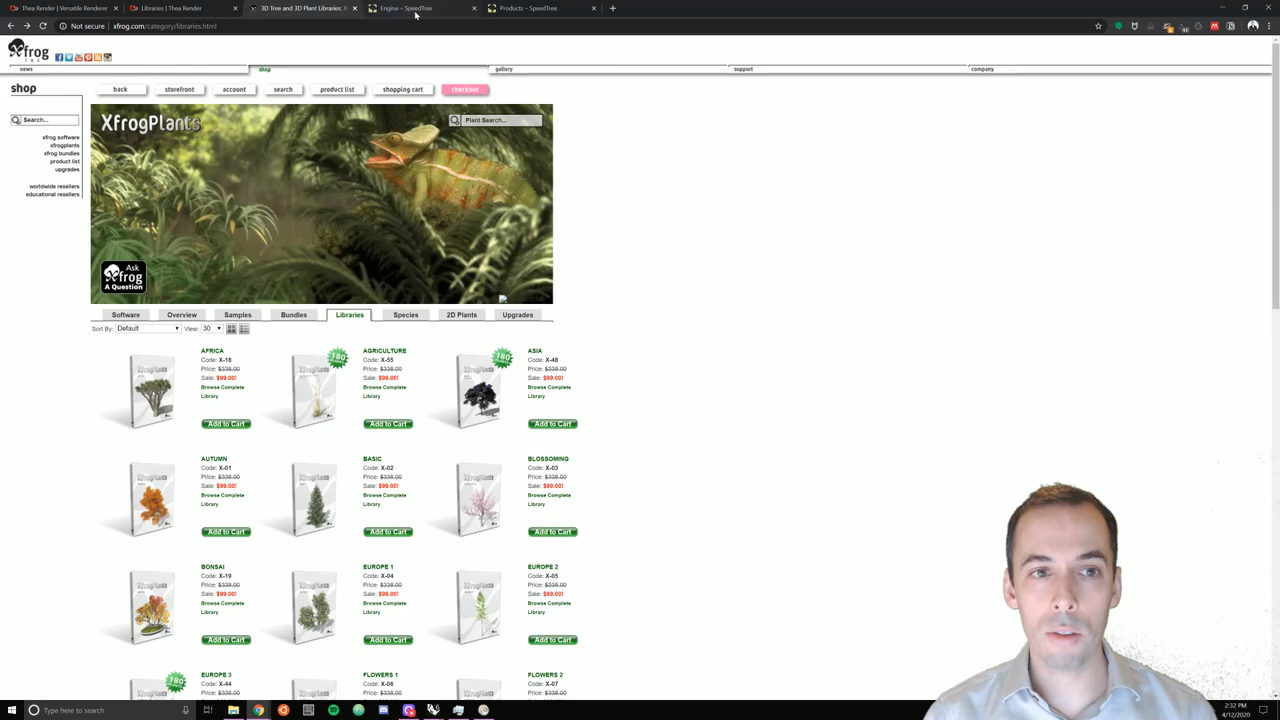 Thea Render | Versatile Renderer
Libraries | Thea Render
3D Tree and 3D Plant Libraries:
Engine – SpeedTree
Products – SpeedTree
Not secure
xfrog.com/category/libraries.html
xfrog
inc
news
shop
gallery
support
company
shop
back
storefront
account
search
product list
shopping cart
checkout
Search...
xfrog software
xfrogplants
xfrog bundles
product list
upgrades
worldwide resellers
educational resellers
XfrogPlants
Plant Search...
Ask
xfrog
A Question
Software
Overview
Samples
Bundles
Libraries
Species
2D Plants
Upgrades
Sort By:
Default
View:
30
AFRICA
Code: X-18
Price: $338.00
Sale: $99.00!
Browse Complete
Library
Add to Cart
180
AGRICULTURE
Code: X-55
Price: $338.00
Sale: $99.00!
Browse Complete
Library
Add to Cart
180
ASIA
Code: X-48
Price: $338.00
Sale: $99.00!
Browse Complete
Library
Add to Cart
AUTUMN
Code: X-01
Price: $338.00
Sale: $99.00!
Browse Complete
Library
Add to Cart
BASIC
Code: X-02
Price: $338.00
Sale: $99.00!
Browse Complete
Library
Add to Cart
BLOSSOMING
Code: X-03
Price: $338.00
Sale: $99.00!
Browse Complete
Library
Add to Cart
BONSAI
Code: X-19
Price: $338.00
Sale: $99.00!
Browse Complete
Library
Add to Cart
EUROPE 1
Code: X-04
Price: $338.00
Sale: $99.00!
Browse Complete
Library
Add to Cart
EUROPE 2
Code: X-05
Price: $338.00
Sale: $99.00!
Browse Complete
Library
Add to Cart
180
EUROPE 3
Code: X-44
Price: $338.00
FLOWERS 1
Code: X-06
Price: $338.00
FLOWERS 2
Code: X-07
Price: $338.00
Type here to search
2:32 PM
4/12/2020